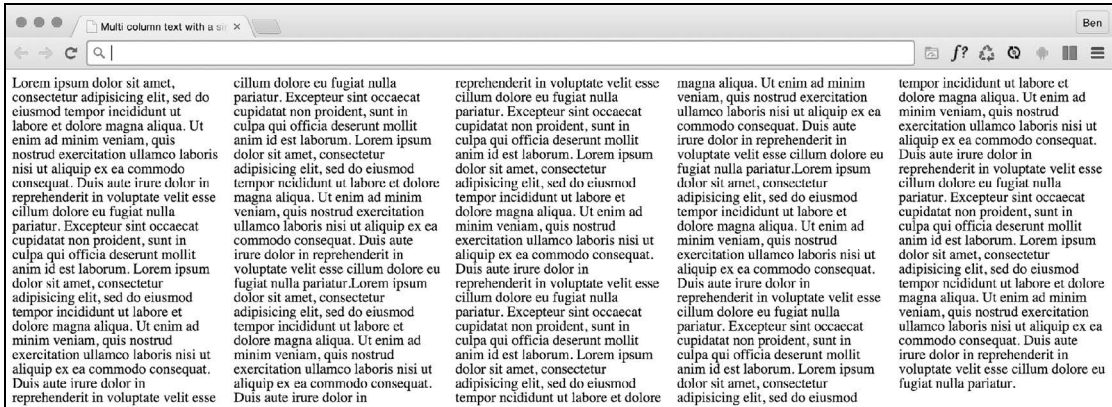 Multi column text with a sin
Ben
f?
Lorem ipsum dolor sit amet,
consectetur adipisicing elit, sed do
eiusmod tempor incididunt ut
labore et dolore magna aliqua. Ut
enim ad minim veniam, quis
nostrud exercitation ullamco laboris
nisi ut aliquip ex ea commodo
consequat. Duis aute irure dolor in
reprehenderit in voluptate velit esse
cillum dolore eu fugiat nulla
pariatur. Excepteur sint occaecat
cupidatat non proident, sunt in
culpa qui officia deserunt mollit
anim id est laborum. Lorem ipsum
dolor sit amet, consectetur
adipisicing elit, sed do eiusmod
tempor incididunt ut labore et
dolore magna aliqua. Ut enim ad
minim veniam, quis nostrud
exercitation ullamco laboris nisi ut
aliquip ex ea commodo consequat.
Duis aute irure dolor in
reprehenderit in voluptate velit esse
cillum dolore eu fugiat nulla
pariatur. Excepteur sint occaecat
cupidatat non proident, sunt in
culpa qui officia deserunt mollit
anim id est laborum. Lorem ipsum
dolor sit amet, consectetur
adipisicing elit, sed do eiusmod
tempor ncididunt ut labore et dolore
magna aliqua. Ut enim ad minim
veniam, quis nostrud exercitation
ullamco laboris nisi ut aliquip ex ea
commodo consequat. Duis aute
irure dolor in reprehenderit in
voluptate velit esse cillum dolore eu
fugiat nulla pariatur.Lorem ipsum
dolor sit amet, consectetur
adipisicing elit, sed do eiusmod
tempor incididunt ut labore et
dolore magna aliqua. Ut enim ad
minim veniam, quis nostrud
exercitation ullamco laboris nisi ut
aliquip ex ea commodo consequat.
Duis aute irure dolor in
reprehenderit in voluptate velit esse
cillum dolore eu fugiat nulla
pariatur. Excepteur sint occaecat
cupidatat non proident, sunt in
culpa qui officia deserunt mollit
anim id est laborum. Lorem ipsum
dolor sit amet, consectetur
adipisicing elit, sed do eiusmod
tempor incididunt ut labore et
dolore magna aliqua. Ut enim ad
minim veniam, quis nostrud
exercitation ullamco laboris nisi ut
aliquip ex ea commodo consequat.
Duis aute irure dolor in
reprehenderit in voluptate velit esse
cillum dolore eu fugiat nulla
pariatur. Excepteur sint occaecat
cupidatat non proident, sunt in
culpa qui officia deserunt mollit
anim id est laborum. Lorem ipsum
dolor sit amet, consectetur
adipisicing elit, sed do eiusmod
tempor ncididunt ut labore et dolore
magna aliqua. Ut enim ad minim
veniam, quis nostrud exercitation
ullamco laboris nisi ut aliquip ex ea
commodo consequat. Duis aute
irure dolor in reprehenderit in
voluptate velit esse cillum dolore eu
fugiat nulla pariatur.Lorem ipsum
dolor sit amet, consectetur
adipisicing elit, sed do eiusmod
tempor incididunt ut labore et
dolore magna aliqua. Ut enim ad
minim veniam, quis nostrud
exercitation ullamco laboris nisi ut
aliquip ex ea commodo consequat.
Duis aute irure dolor in
reprehenderit in voluptate velit esse
cillum dolore eu fugiat nulla
pariatur. Excepteur sint occaecat
cupidatat non proident, sunt in
culpa qui officia deserunt mollit
anim id est laborum. Lorem ipsum
dolor sit amet, consectetur
adipisicing elit, sed do eiusmod
tempor incididunt ut labore et
dolore magna aliqua. Ut enim ad
minim veniam, quis nostrud
exercitation ullamco laboris nisi ut
aliquip ex ea commodo consequat.
Duis aute irure dolor in
reprehenderit in voluptate velit esse
cillum dolore eu fugiat nulla
pariatur. Excepteur sint occaecat
cupidatat non proident, sunt in
culpa qui officia deserunt mollit
anim id est laborum. Lorem ipsum
dolor sit amet, consectetur
adipisicing elit, sed do eiusmod
tempor ncididunt ut labore et dolore
magna aliqua. Ut enim ad minim
veniam, quis nostrud exercitation
ullamco laboris nisi ut aliquip ex ea
commodo consequat. Duis aute
irure dolor in reprehenderit in
voluptate velit esse cillum dolore eu
fugiat nulla pariatur.